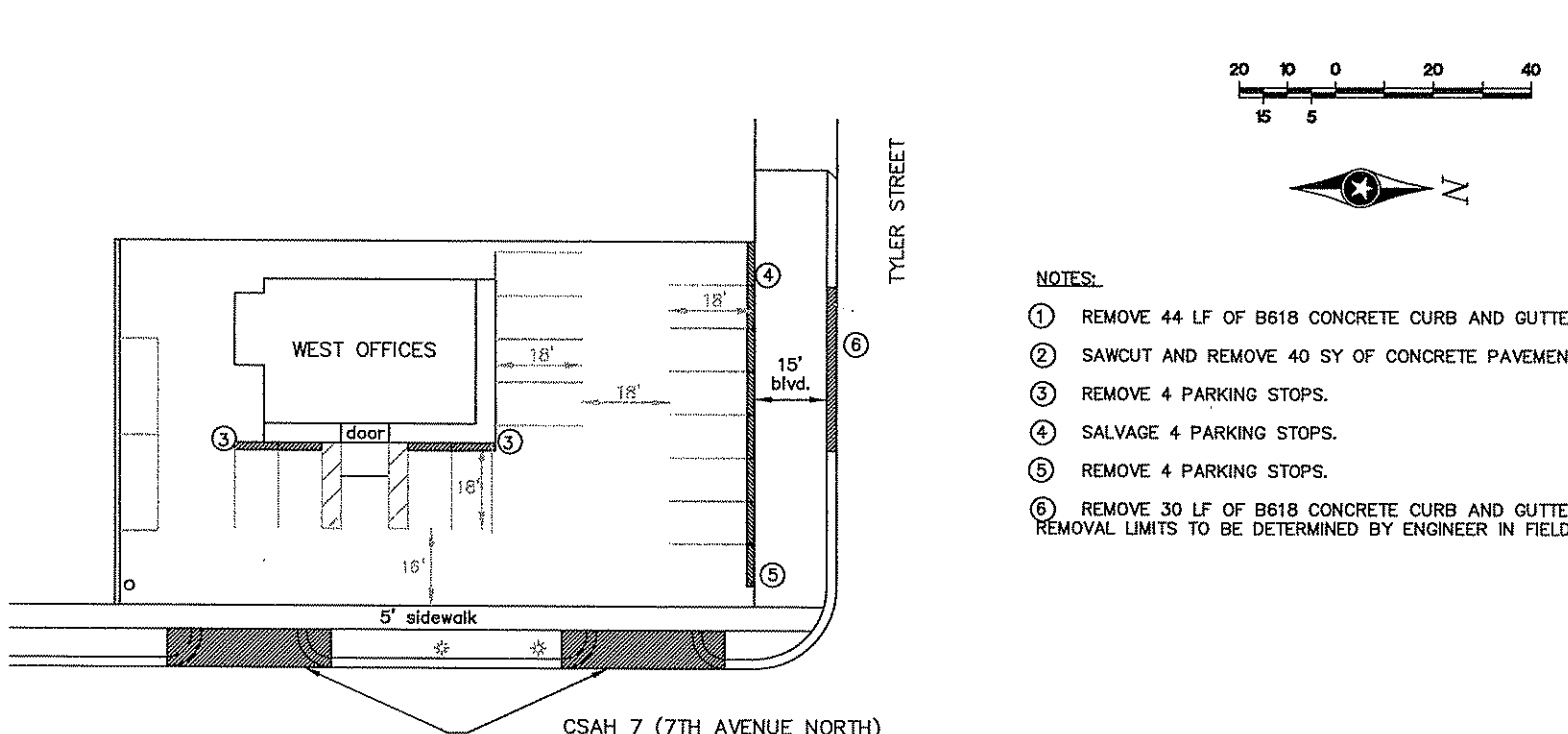 20 10 0 20 40
15 5
N
TYLER STREET
NOTES:
① REMOVE 44 LF OF B618 CONCRETE CURB AND GUTTE
② SAWCUT AND REMOVE 40 SY OF CONCRETE PAVEMEN
③ REMOVE 4 PARKING STOPS.
④ SALVAGE 4 PARKING STOPS.
⑤ REMOVE 4 PARKING STOPS.
⑥ REMOVE 30 LF OF B618 CONCRETE CURB AND GUTTE
REMOVAL LIMITS TO BE DETERMINED BY ENGINEER IN FIELD
④
18'
⑥
WEST OFFICES
18'
15'
blvd.
18'
③
door
③
18'
16'
⑤
5' sidewalk
CSAH 7 (7TH AVENUE NORTH)